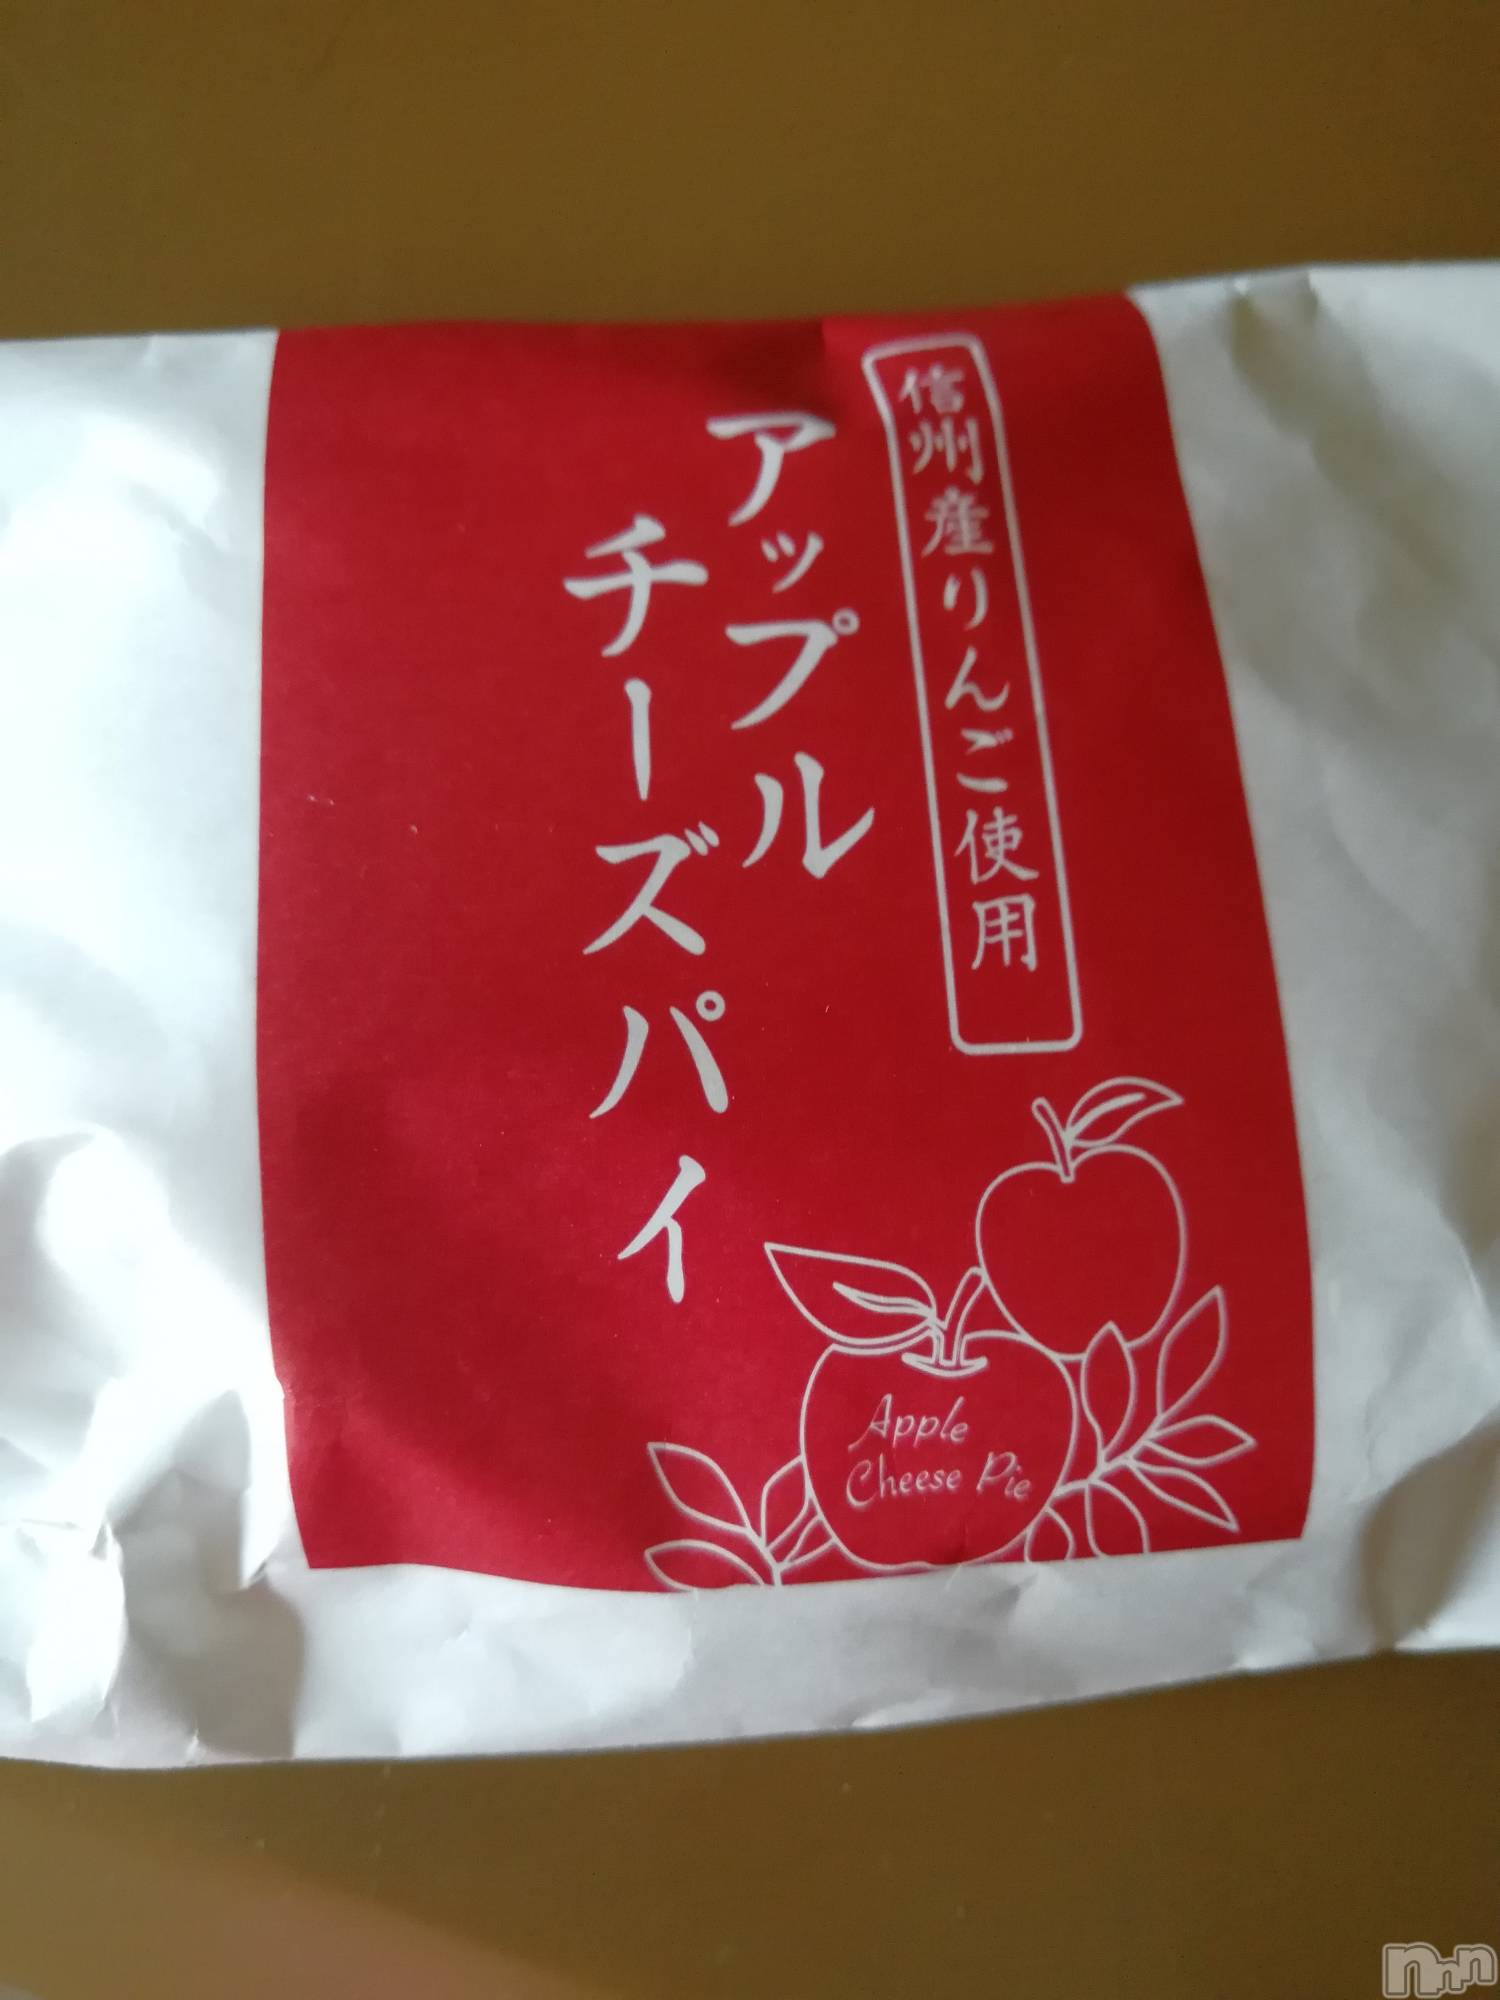 信州産りんご使用
アップル
チーズパイ
Apple
Cheese Pie
nnn